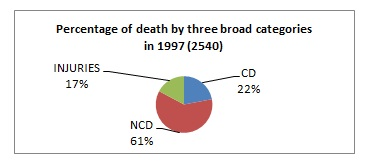 Percentage of death by three broad categories
in 1997 (2540)
INJURIES
17%
CD
22%
NCD
61%